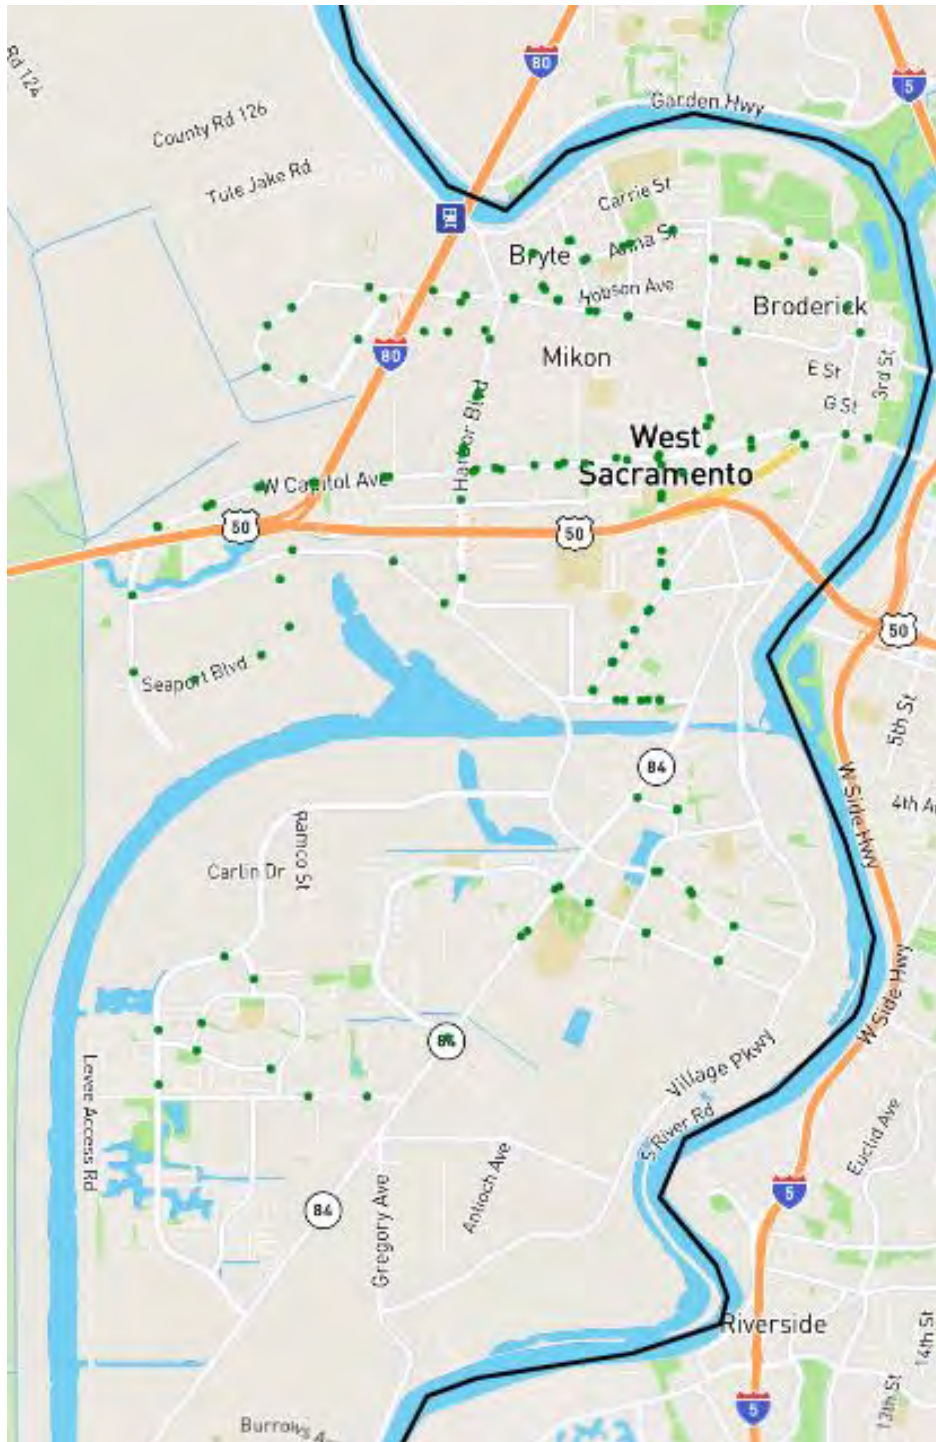 Rd 124
80
5
Garden Hwy
County Rd 126
Tule Jake Rd
Carrie St
Bryte
Anna St
Hobson Ave
Broderick
80
Mikon
E St
3rd St
G St
Harbor Blvd
West
Sacramento
W Capitol Ave
50
50
50
Seaport Blvd
5th St
84
W Side Hwy
4th A
Ramco St
Carlin Dr
W Side Hwy
84
Village Pkwy
Levee Access Rd
S River Rd
Euclid Ave
Antioch Ave
5
84
Gregory Ave
Riverside
14th St
13th St
5
Burrows A